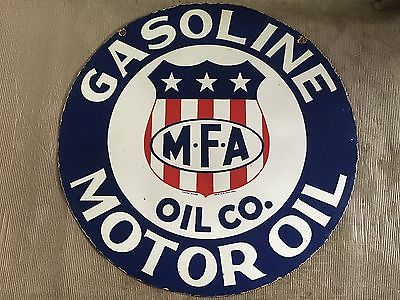 GASOLINE
M·F·A
OIL CO.
MOTOR OIL